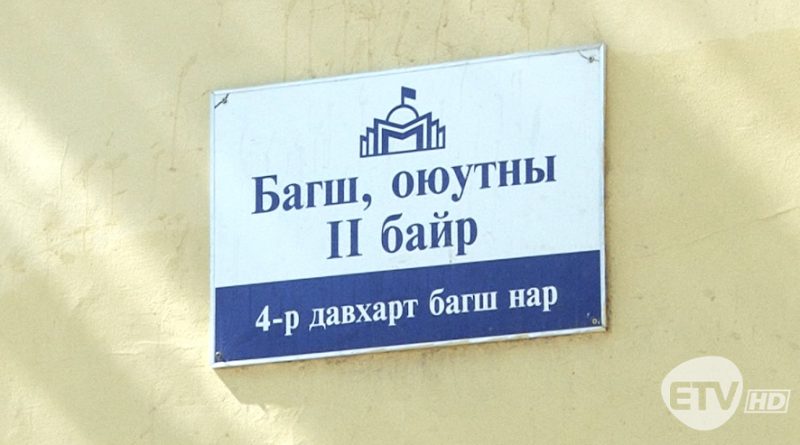 Багш, оюутны
II байр
4-р давхарт багш нар
ETV HD